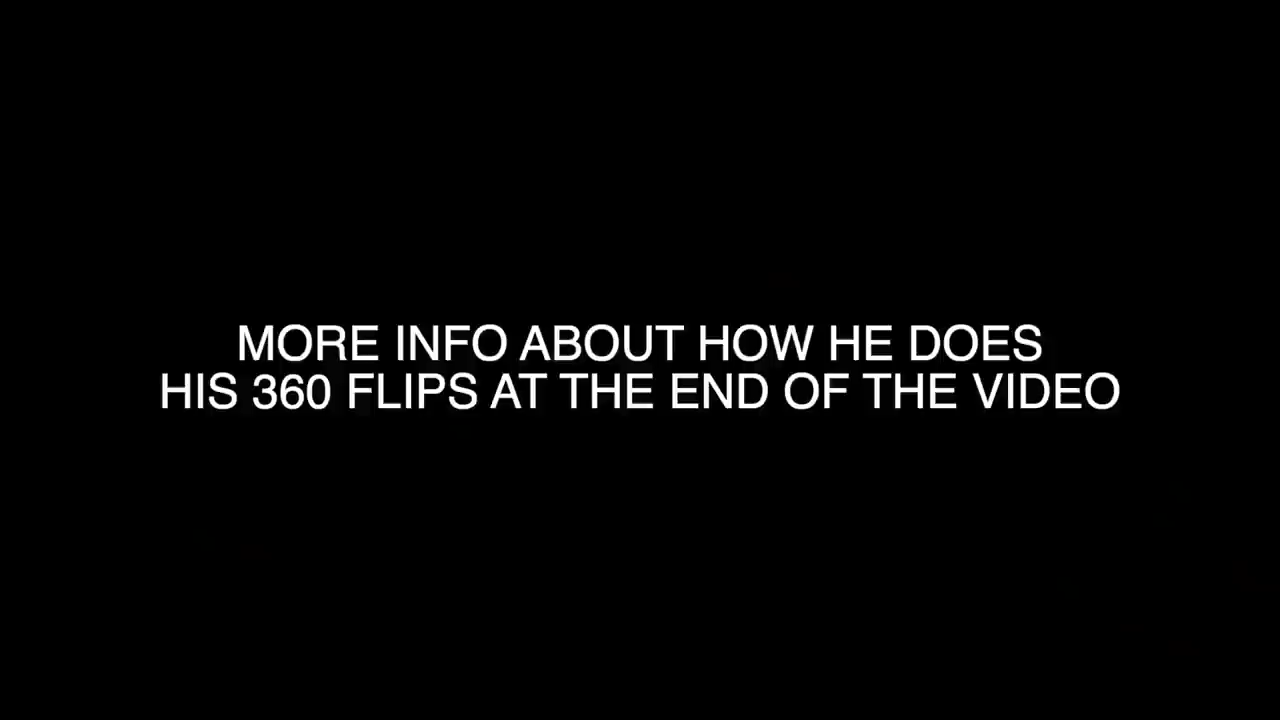 MORE INFO ABOUT HOW HE DOES
HIS 360 FLIPS AT THE END OF THE VIDEO